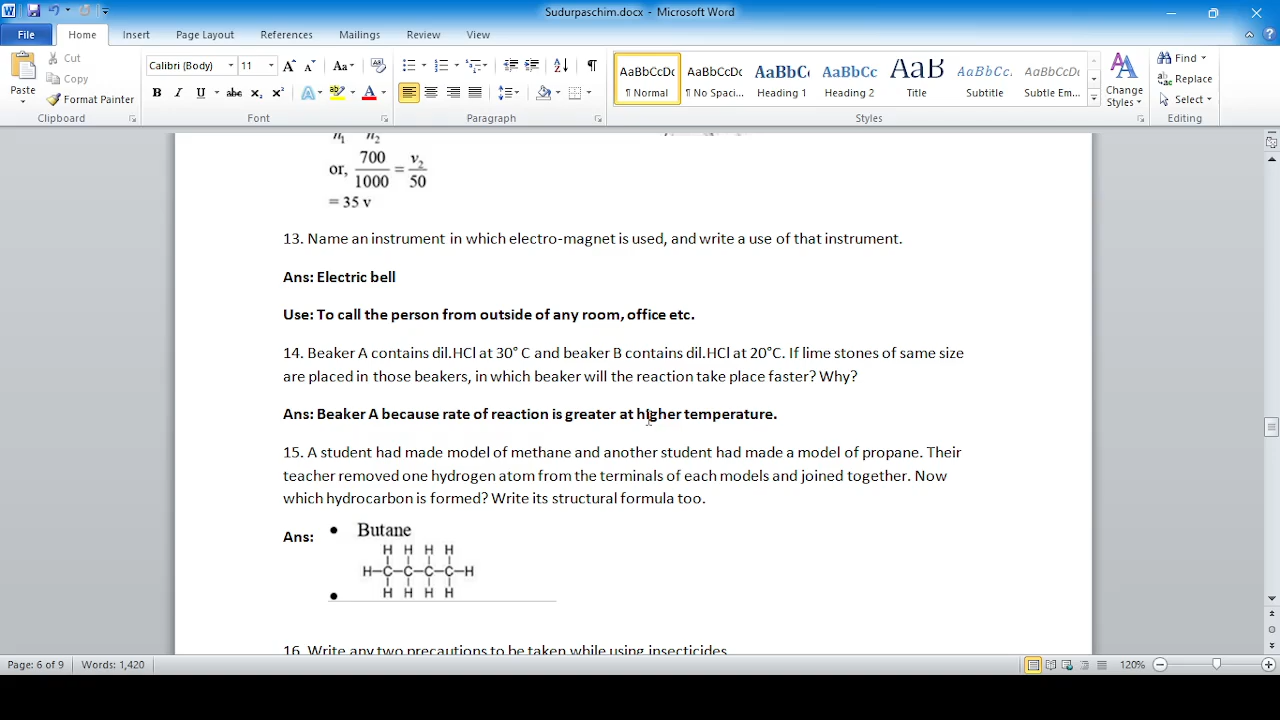 Sudurpaschim.docx - Microsoft Word
File Home Insert Page Layout References Mailings Review View
Cut
Copy
Format Painter
Paste
Calibri (Body) 11
AaBbCcDc AaBbCcDc AaBbC AaBbCc AaB AaBbCc. AaBbCcDc
¶ Normal ¶ No Spaci... Heading 1 Heading 2 Title Subtitle Subtle Em...
Change Styles
Find
Replace
Select
Clipboard Font Paragraph Styles Editing
n1 n2
or, 700/1000 = v2/50
= 35 v
13. Name an instrument in which electro-magnet is used, and write a use of that instrument.
Ans: Electric bell
Use: To call the person from outside of any room, office etc.
14. Beaker A contains dil.HCl at 30° C and beaker B contains dil.HCl at 20°C. If lime stones of same size
are placed in those beakers, in which beaker will the reaction take place faster? Why?
Ans: Beaker A because rate of reaction is greater at higher temperature.
15. A student had made model of methane and another student had made a model of propane. Their
teacher removed one hydrogen atom from the terminals of each models and joined together. Now
which hydrocarbon is formed? Write its structural formula too.
Ans: • Butane
H H H H
H–C–C–C–C–H
H H H H
•
16. Write any two precautions to be taken while using insecticides
Page: 6 of 9 Words: 1,420 120%